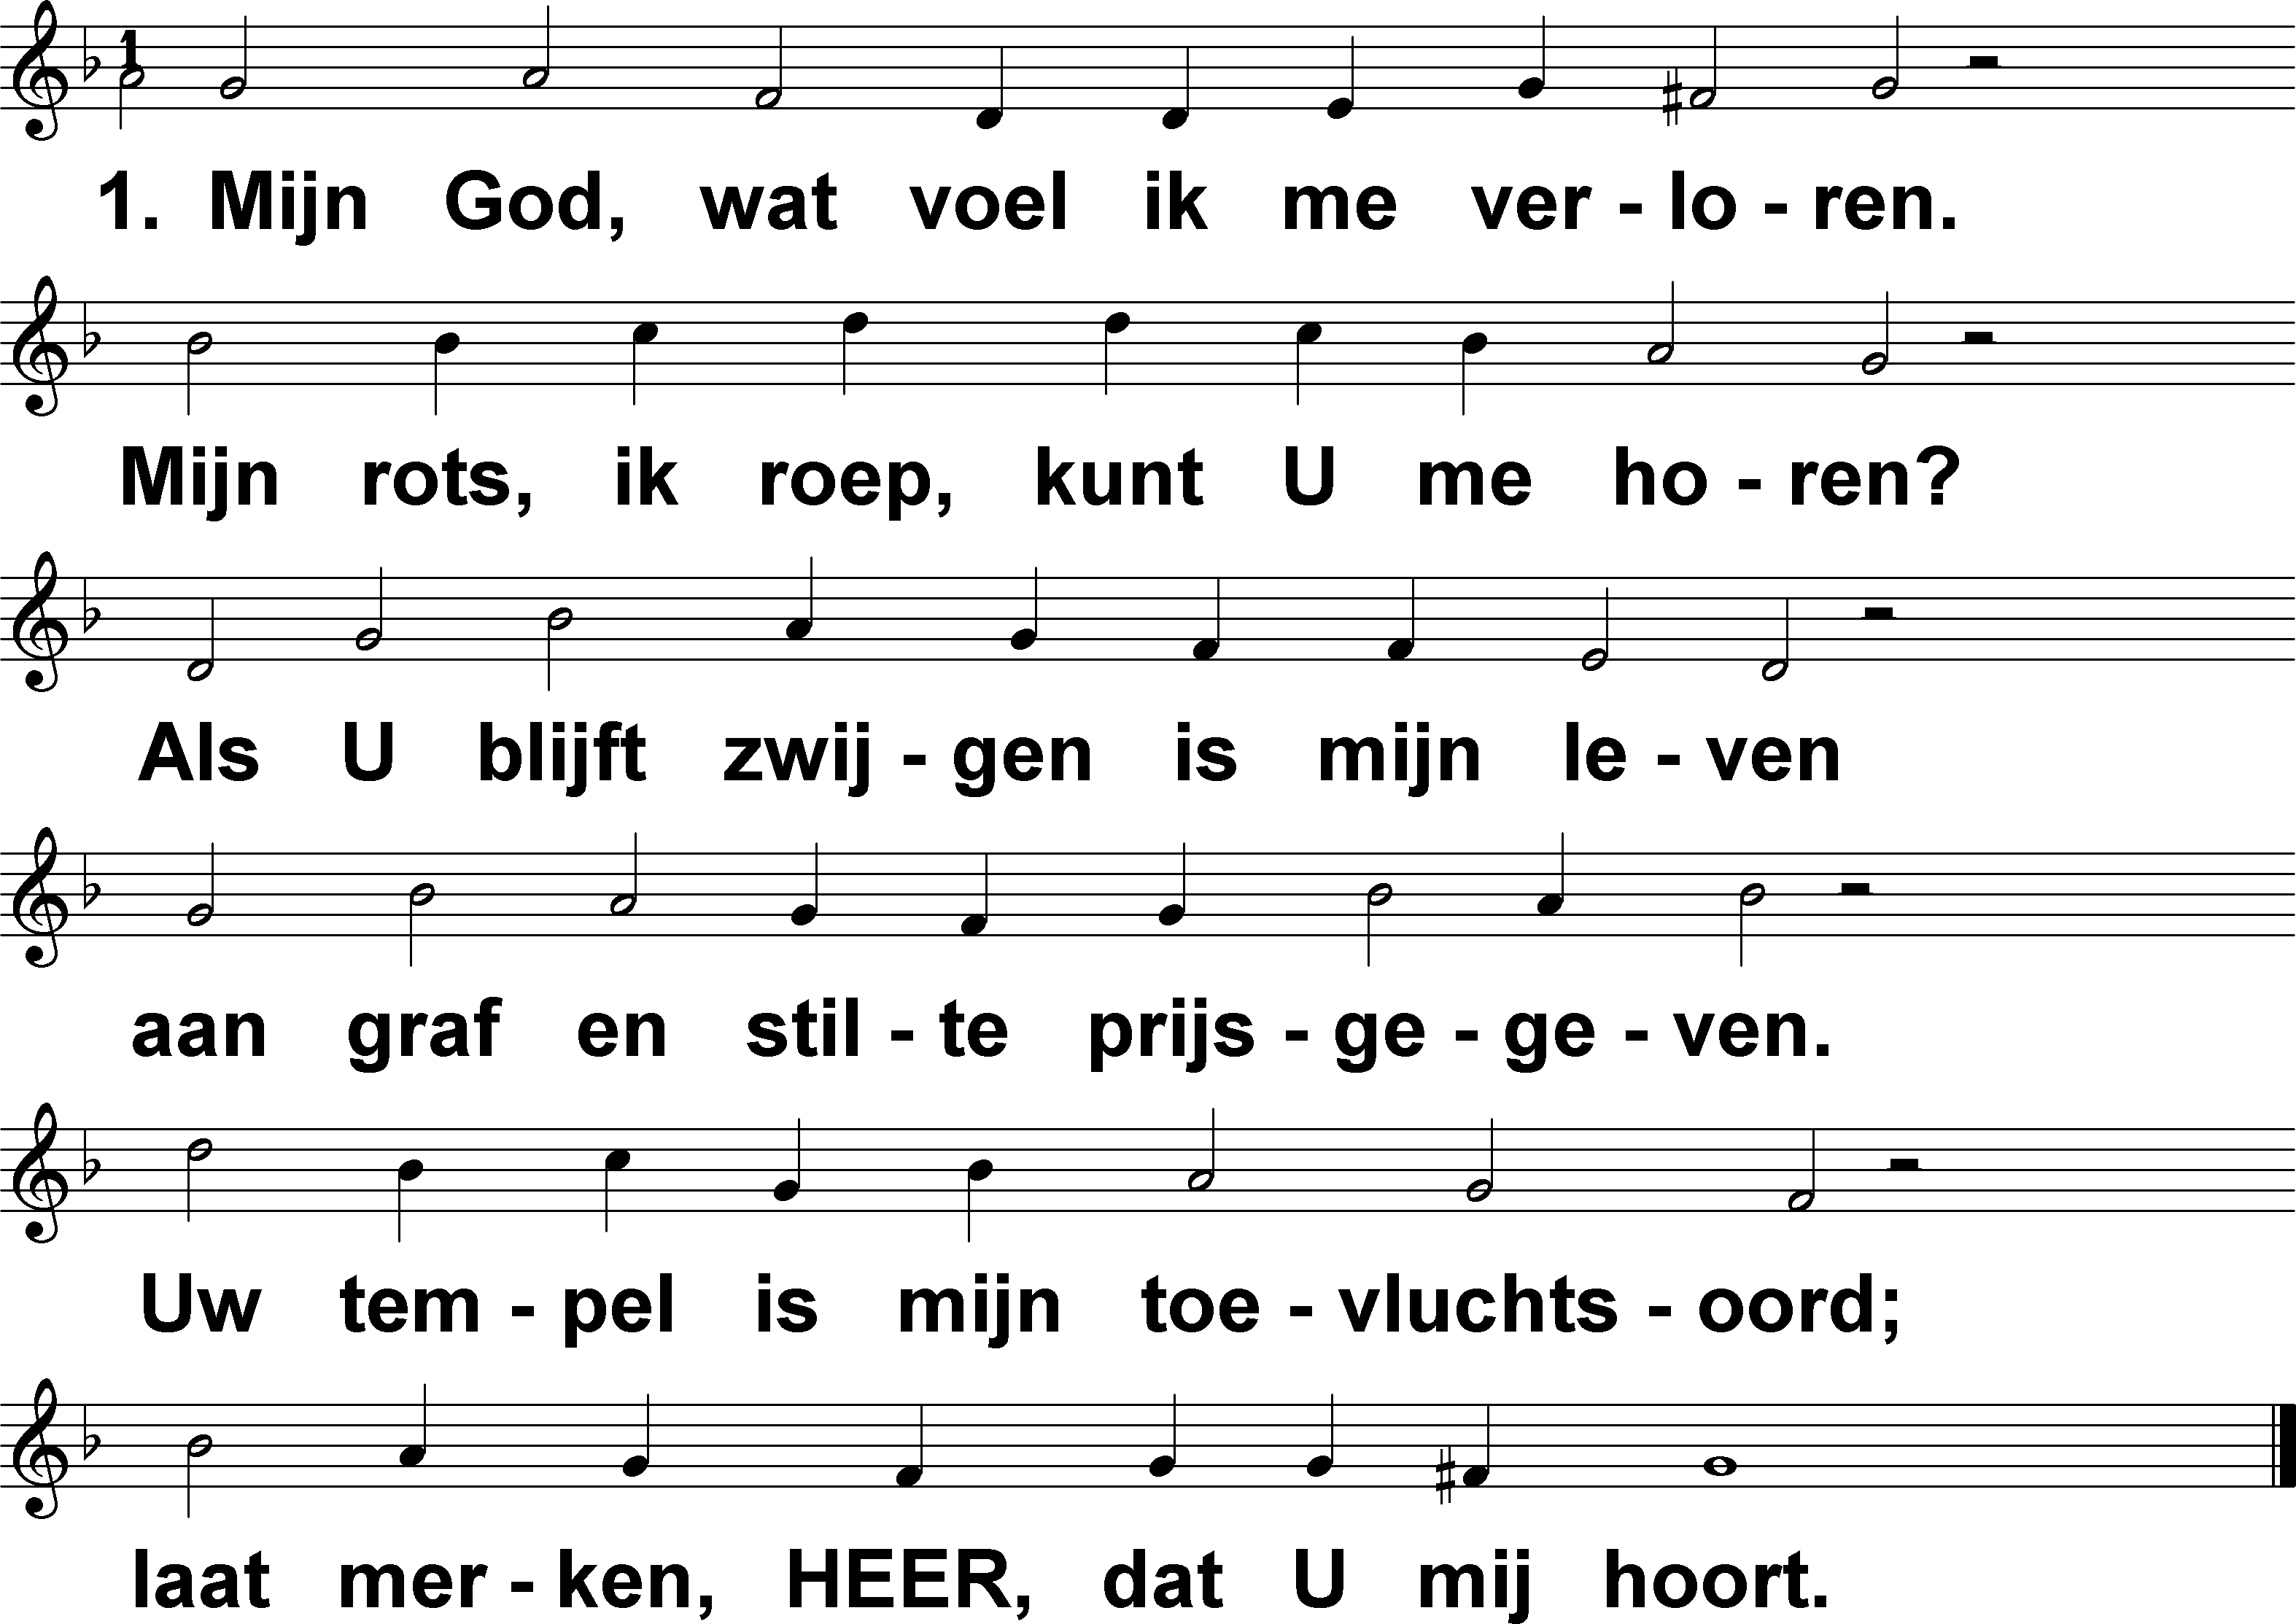 1. Mijn God, wat voel ik me ver - lo - ren.
Mijn rots, ik roep, kunt U me ho - ren?
Als U blijft zwij - gen is mijn le - ven
aan graf en stil - te prijs - ge - ge - ven.
Uw tem - pel is mijn toe - vluchts - oord;
laat mer - ken, HEER, dat U mij hoort.